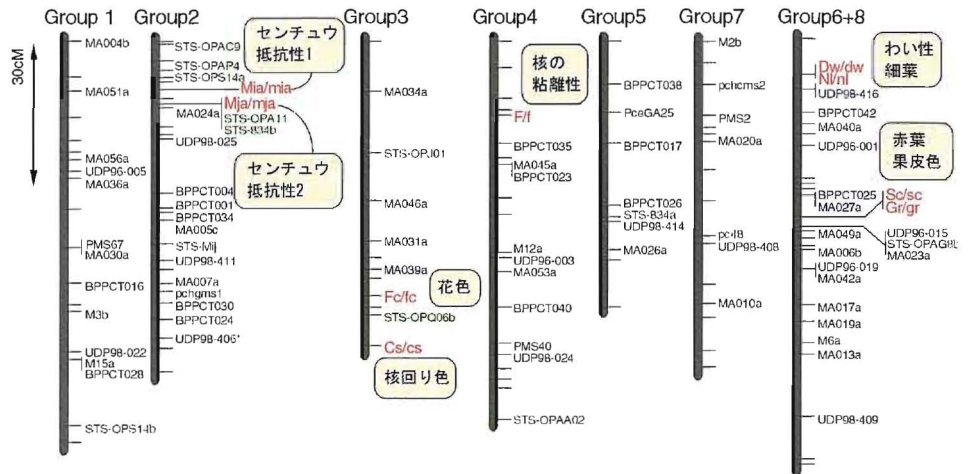 Group 1
30cM
MA004b
MA051a
MA056a
UDP96-005
MA036a
PMS67
MA030a
BPPCT016
M3b
UDP98-022
M15a
BPPCT028
STS-OPS14b
Group2
STS-OPAC9
STS-OPAP4
STS-OPS14a
Mia/mia
Mja/mja
MA024a
STS-OPA11
STS-834b
UDP98-025
BPPCT004
BPPCT001
BPPCT034
MA005c
STS-Mij
UDP98-411
MA007a
pchgms1
BPPCT030
BPPCT024
UDP98-406*
センチュウ
抵抗性1
センチュウ
抵抗性2
Group3
MA034a
STS-OPJ01
MA046a
MA031a
MA039a
Fc/fc
STS-OPO06b
Cs/cs
花色
核回り色
Group4
核の
粘離性
F/f
BPPCT035
MA045a
BPPCT023
M12a
UDP96-003
MA053a
BPPCT040
PMS40
UDP98-024
STS-OPAA02
Group5
BPPCT038
PceGA25
BPPCT017
BPPCT026
STS-834a
UDP98-414
MA026a
Group7
M2b
pchcms2
PMS2
MA020a
UDP98-408
MA010a
Group6+8
わい性
細葉
Dw/dw
Nl/nl
UDP98-416
BPPCT042
MA040a
UDP96-001
赤葉
果皮色
BPPCT025
MA027a
Sc/sc
Gr/gr
MA049a
MA006b
UDP96-019
MA042a
UDP96-015
MA023a
MA017a
MA019a
M6a
MA013a
UDP98-409